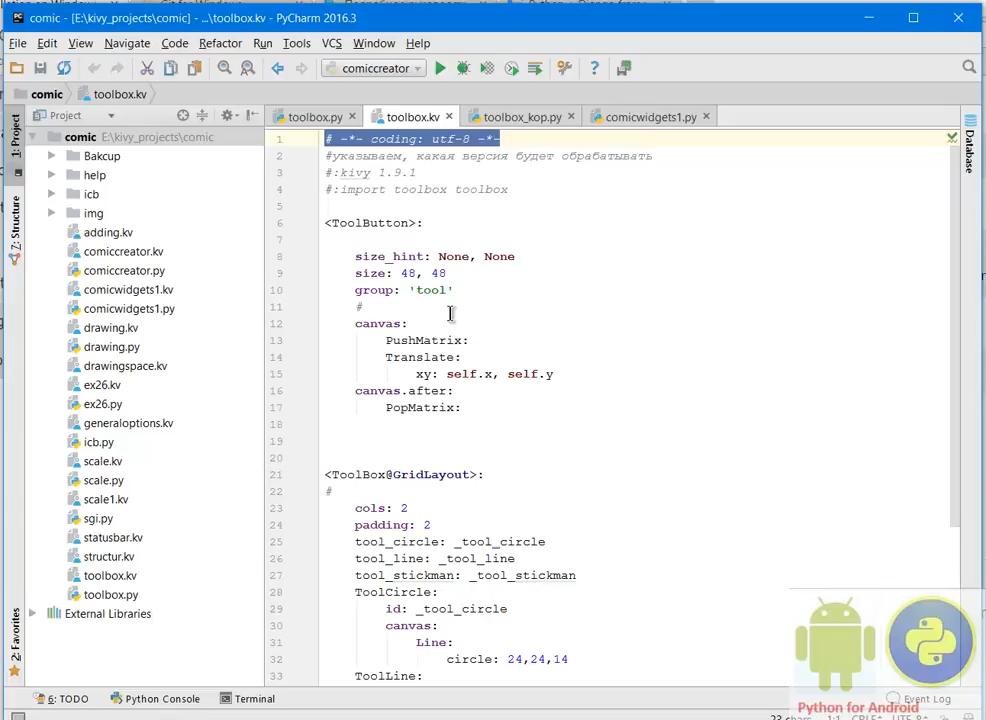 comic - [E:\kivy_projects\comic] - ...\toolbox.kv - PyCharm 2016.3
File Edit View Navigate Code Refactor Run Tools VCS Window Help
comiccreator
comic toolbox.kv
Project toolbox.py toolbox.kv toolbox_kop.py comicwidgets1.py
1: Project
7: Structure
2: Favorites
Database
comic E:\kivy_projects\comic
Bakcup
help
icb
img
adding.kv
comiccreator.kv
comiccreator.py
comicwidgets1.kv
comicwidgets1.py
drawing.kv
drawing.py
drawingspace.kv
ex26.kv
ex26.py
generaloptions.kv
icb.py
scale.kv
scale.py
scale1.kv
sgi.py
statusbar.kv
structur.kv
toolbox.kv
toolbox.py
External Libraries
1 # -*- coding: utf-8 -*-
2 #указываем, какая версия будет обрабатывать
3 #:kivy 1.9.1
4 #:import toolbox toolbox
5
6 <ToolButton>:
7
8 size_hint: None, None
9 size: 48, 48
10 group: 'tool'
11 #
12 canvas:
13 PushMatrix:
14 Translate:
15 xy: self.x, self.y
16 canvas.after:
17 PopMatrix:
18
19
20
21 <ToolBox@GridLayout>:
22 #
23 cols: 2
24 padding: 2
25 tool_circle: _tool_circle
26 tool_line: _tool_line
27 tool_stickman: _tool_stickman
28 ToolCircle:
29 id: _tool_circle
30 canvas:
31 Line:
32 circle: 24,24,14
33 ToolLine:
6: TODO Python Console Terminal Event Log
Python for Android